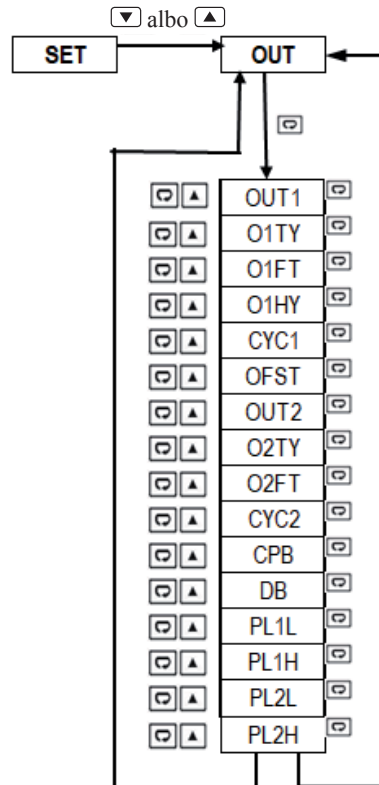 albo
SET OUT
OUT1
O1TY
O1FT
O1HY
CYC1
OFST
OUT2
O2TY
O2FT
CYC2
CPB
DB
PL1L
PL1H
PL2L
PL2H